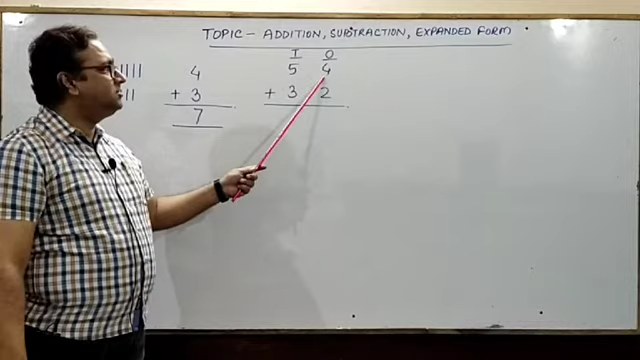 TOPIC - ADDITION, SUBTRACTION, EXPANDED FORM
T O
4 5 4
+ 3 + 3 2
7